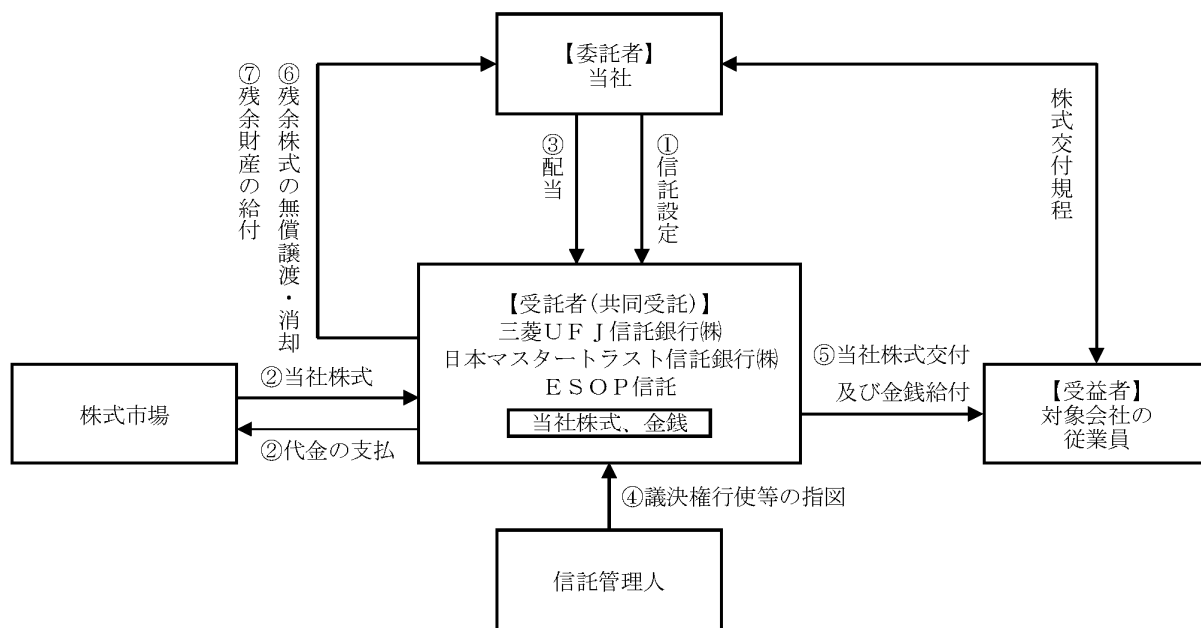 【委託者】
当社
⑦残余財産の給付
⑥残余株式の無償譲渡・消却
③配当
①信託設定
株式交付規程
【受託者(共同受託)】
三菱UFJ信託銀行㈱
日本マスタートラスト信託銀行㈱
ESOP信託
当社株式、金銭
株式市場
②当社株式
②代金の支払
⑤当社株式交付
及び金銭給付
【受益者】
対象会社の
従業員
④議決権行使等の指図
信託管理人